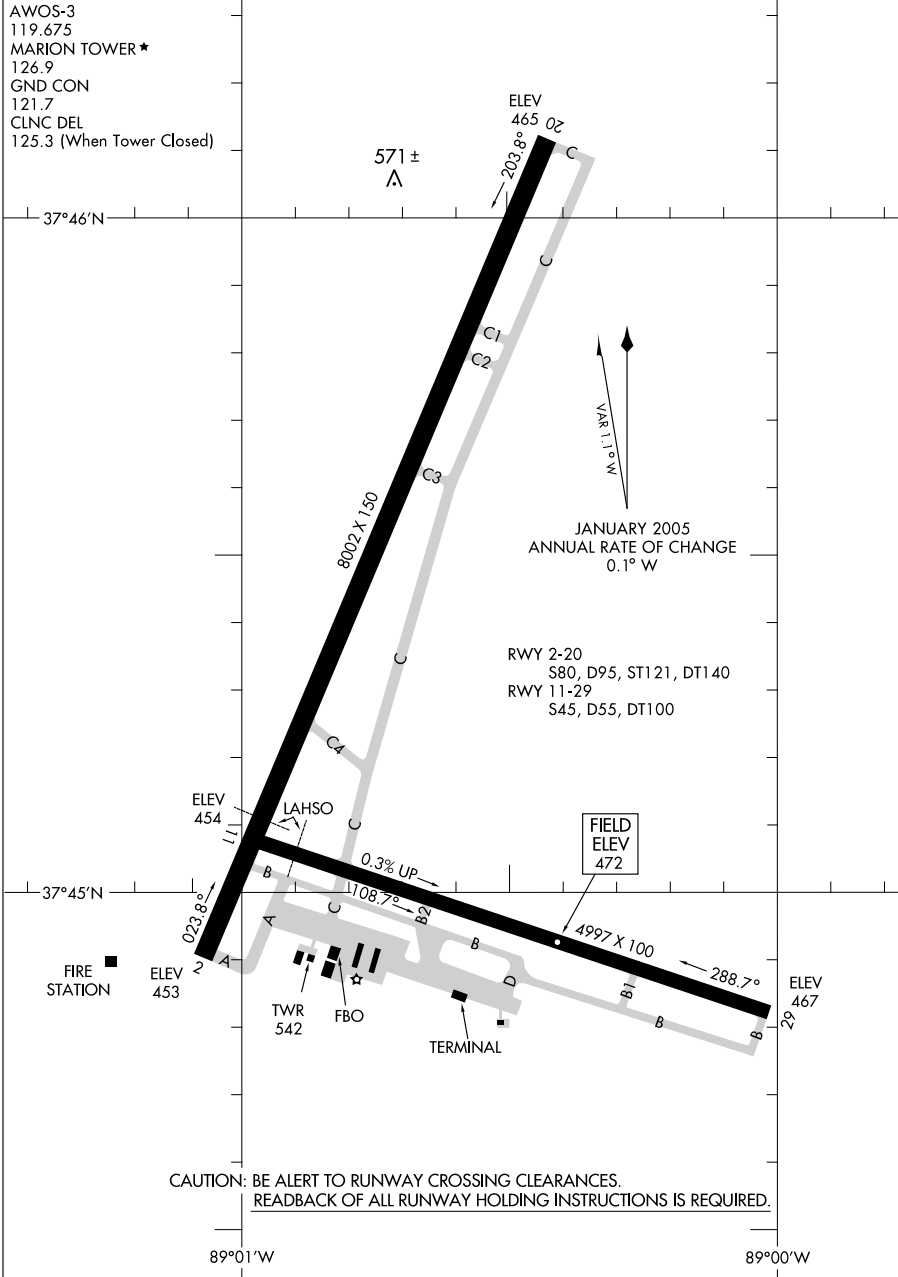 AWOS-3
119.675
MARION TOWER★
126.9
GND CON
121.7
CLNC DEL
125.3 (When Tower Closed)
ELEV
465
20
203.8°
C
571 ±
37°46'N
C
C1
C2
VAR 1.1° W
C3
8002 X 150
JANUARY 2005
ANNUAL RATE OF CHANGE
0.1° W
RWY 2-20
S80, D95, ST121, DT140
RWY 11-29
S45, D55, DT100
C
C4
ELEV
454
LAHSO
11
C
FIELD
ELEV
472
0.3% UP
B
37°45'N
108.7°
023.8°
A
C
B2
B
4997 X 100
288.7°
2
A
FIRE
STATION
ELEV
453
TWR
542
FBO
TERMINAL
D
B1
B
B
29
ELEV
467
CAUTION: BE ALERT TO RUNWAY CROSSING CLEARANCES.
READBACK OF ALL RUNWAY HOLDING INSTRUCTIONS IS REQUIRED.
89°01'W
89°00'W